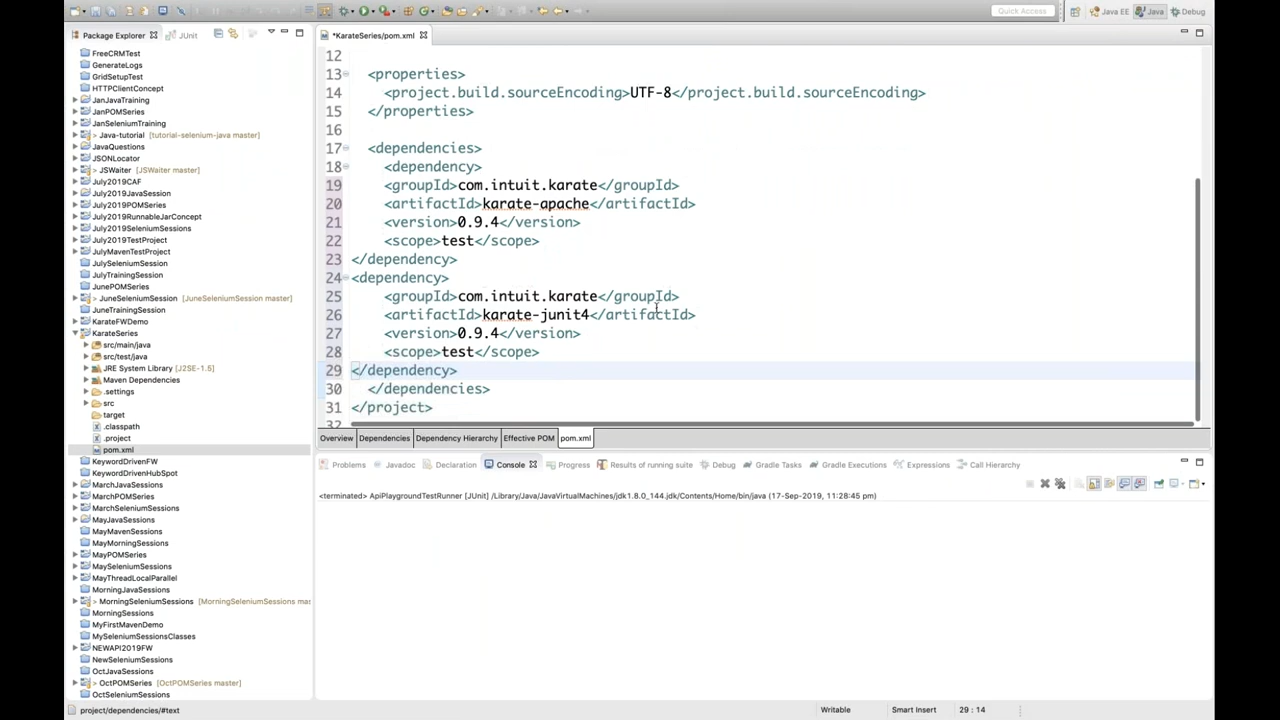 Quick Access
Java EE
Java
Debug
Package Explorer
JUnit
FreeCRMTest
GenerateLogs
GridSetupTest
HTTPClientConcept
JanJavaTraining
JanPOMSeries
JanSeleniumTraining
> Java-tutorial [tutorial-selenium-java master]
JavaQuestions
JSONLocator
> JSWaiter [JSWaiter master]
July2019CAF
July2019JavaSession
July2019POMSeries
July2019RunnableJarConcept
July2019SeleniumSessions
July2019TestProject
JulyMavenTestProject
JulySeleniumSession
JulyTrainingSession
JunePOMSeries
> JuneSeleniumSession [JuneSeleniumSession master]
JuneTrainingSession
KarateFWDemo
KarateSeries
src/main/java
src/test/java
JRE System Library [J2SE-1.5]
Maven Dependencies
.settings
src
target
.classpath
.project
pom.xml
KeywordDrivenFW
KeywordDrivenHubSpot
MarchJavaSessions
MarchPOMSeries
MarchSeleniumSessions
MayJavaSessions
MayMavenSessions
MayMorningSessions
MayPOMSeries
MaySeleniumSessions
MayThreadLocalParallel
MorningJavaSessions
> MorningSeleniumSessions [MorningSeleniumSessions mas
MorningSessions
MyFirstMavenDemo
MySeleniumSessionsClasses
NEWAPI2019FW
NewSeleniumSessions
OctJavaSessions
> OctPOMSeries [OctPOMSeries master]
OctSeleniumSessions
*KarateSeries/pom.xml
12
13 <properties>
14 <project.build.sourceEncoding>UTF-8</project.build.sourceEncoding>
15 </properties>
16
17 <dependencies>
18 <dependency>
19 <groupId>com.intuit.karate</groupId>
20 <artifactId>karate-apache</artifactId>
21 <version>0.9.4</version>
22 <scope>test</scope>
23 </dependency>
24 <dependency>
25 <groupId>com.intuit.karate</groupId>
26 <artifactId>karate-junit4</artifactId>
27 <version>0.9.4</version>
28 <scope>test</scope>
29 </dependency>
30 </dependencies>
31 </project>
32
Overview Dependencies Dependency Hierarchy Effective POM pom.xml
Problems Javadoc Declaration Console Progress Results of running suite Debug Gradle Tasks Gradle Executions Expressions Call Hierarchy
<terminated> ApiPlaygroundTestRunner [JUnit] /Library/Java/JavaVirtualMachines/jdk1.8.0_144.jdk/Contents/Home/bin/java (17-Sep-2019, 11:28:45 pm)
project/dependencies/#text
Writable
Smart Insert
29 : 14